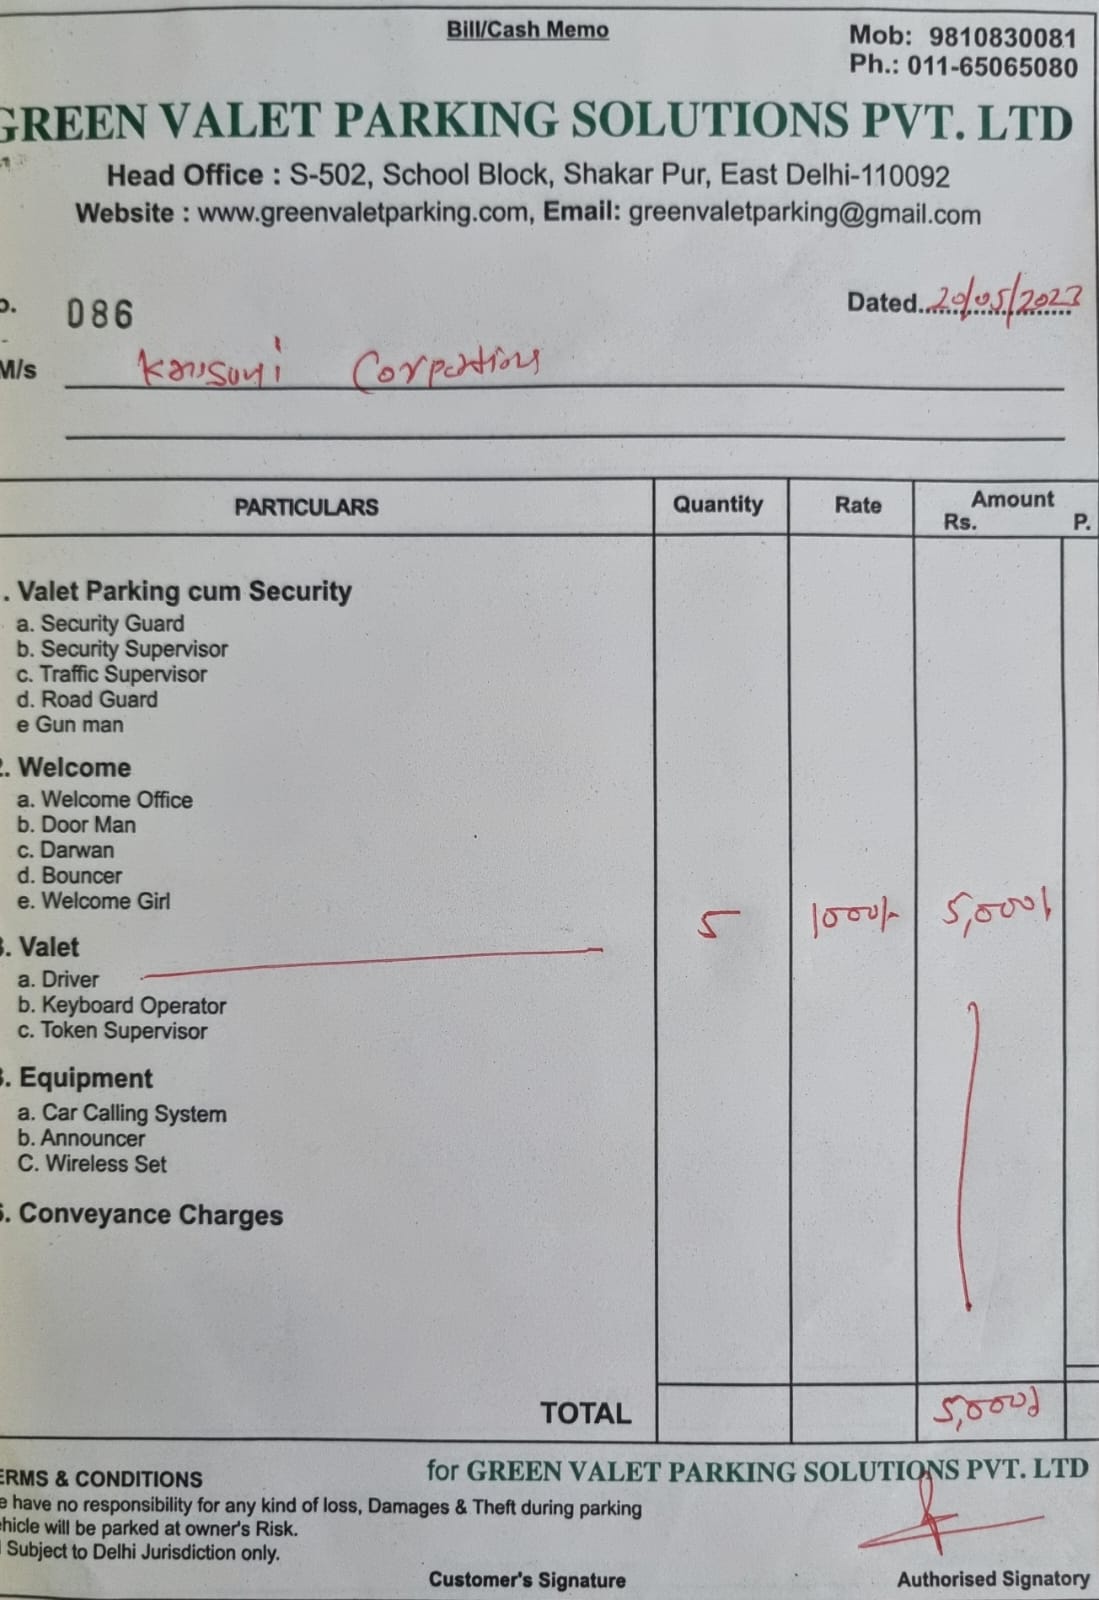 Bill/Cash Memo
Mob: 9810830081
Ph.: 011-65065080
GREEN VALET PARKING SOLUTIONS PVT. LTD
Head Office : S-502, School Block, Shakar Pur, East Delhi-110092
Website : www.greenvaletparking.com, Email: greenvaletparking@gmail.com
o. 086
Dated..20/05/2023
M/s
PARTICULARS Quantity Rate Amount
Rs. P.
. Valet Parking cum Security
a. Security Guard
b. Security Supervisor
c. Traffic Supervisor
d. Road Guard
e Gun man
. Welcome
a. Welcome Office
b. Door Man
c. Darwan
d. Bouncer
e. Welcome Girl
5 1000/- 5,000/
3. Valet
a. Driver
b. Keyboard Operator
c. Token Supervisor
3. Equipment
a. Car Calling System
b. Announcer
C. Wireless Set
. Conveyance Charges
TOTAL 5,000/
ERMS & CONDITIONS
for GREEN VALET PARKING SOLUTIONS PVT. LTD
e have no responsibility for any kind of loss, Damages & Theft during parking
hicle will be parked at owner's Risk.
Subject to Delhi Jurisdiction only.
Customer's Signature
Authorised Signatory